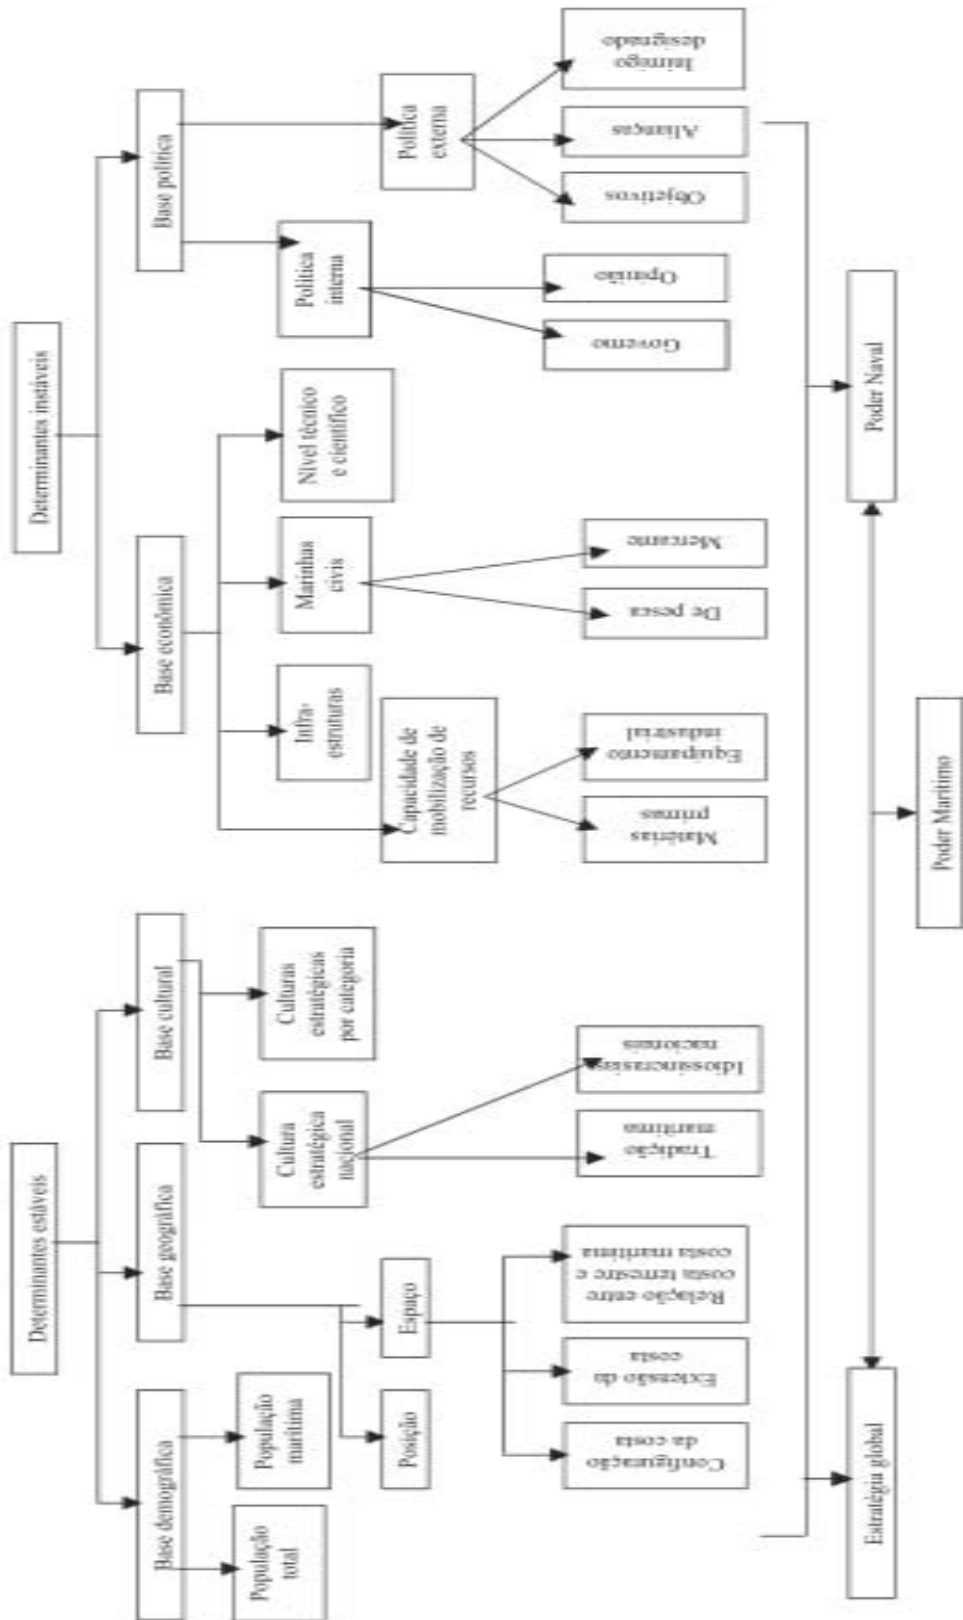 Determinantes estáveis
Determinantes instáveis
Base demográfica
Base geográfica
Base cultural
Base econômica
Base política
População
total
População
marítima
Posição
Espaço
Configuração
da costa
Extensão da
costa
Relação entre
costa terrestre e
costa marítima
Cultura
estratégica
nacional
Culturas
estratégicas
por categoria
Tradição
marítima
Idiossincrasias
nacionais
Capacidade de
mobilização de
recursos
Infra-
estruturas
Marinhas
civis
Nível técnico
e científico
Matérias
primas
Equipamento
industrial
De pesca
Mercante
Política
interna
Política
externa
Governo
Opinião
Objetivos
Alianças
Inimigo
designado
Estratégia global
Poder Naval
Poder Marítimo